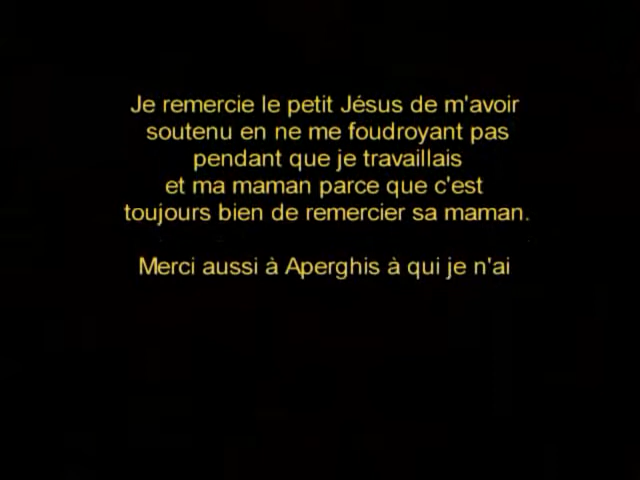 Je remercie le petit Jésus de m'avoir
soutenu en ne me foudroyant pas
pendant que je travaillais
et ma maman parce que c'est
toujours bien de remercier sa maman.
Merci aussi à Aperghis à qui je n'ai